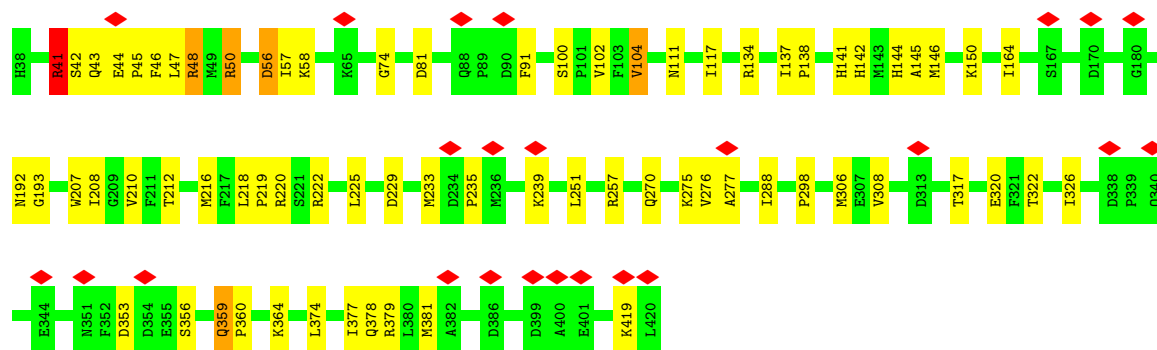 H38 R41 S42 Q43 E44 P45 F46 L47 R48 M49 R50 D56 I57 K58 K65 G74 D81 Q88 P89 D90 F91 S100 P101 V102 F103 V104 N111 I117 R134 I137 P138 H141 H142 M143 H144 A145 M146 K150 I164 S167 D170 G180
N192 G193 W207 I208 G209 V210 F211 T212 M216 F217 L218 P219 R220 S221 R222 L225 D229 M233 D234 P235 M236 K239 L251 R257 Q270 K275 V276 A277 I288 P298 M306 E307 V308 D313 T317 E320 F321 T322 I326 D338 P339 Q340
E344 N351 F352 D353 D354 E355 S356 Q359 P360 K364 L374 I377 Q378 R379 L380 M381 A382 D386 D399 A400 E401 K419 L420